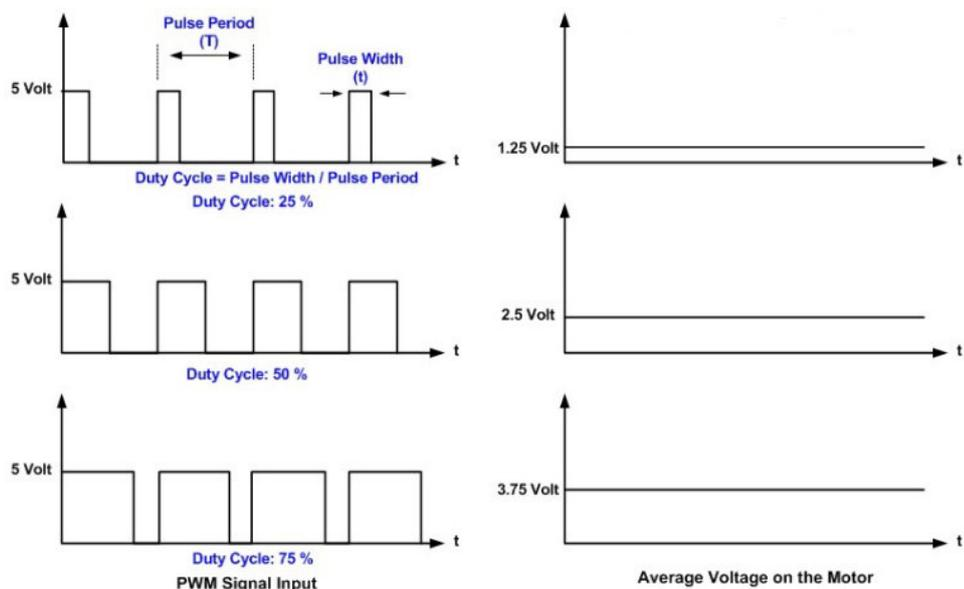 Pulse Period
(T)
Pulse Width
(t)
5 Volt
t
Duty Cycle = Pulse Width / Pulse Period
Duty Cycle: 25 %
1.25 Volt
t
5 Volt
t
Duty Cycle: 50 %
2.5 Volt
t
5 Volt
t
Duty Cycle: 75 %
PWM Signal Input
3.75 Volt
t
Average Voltage on the Motor